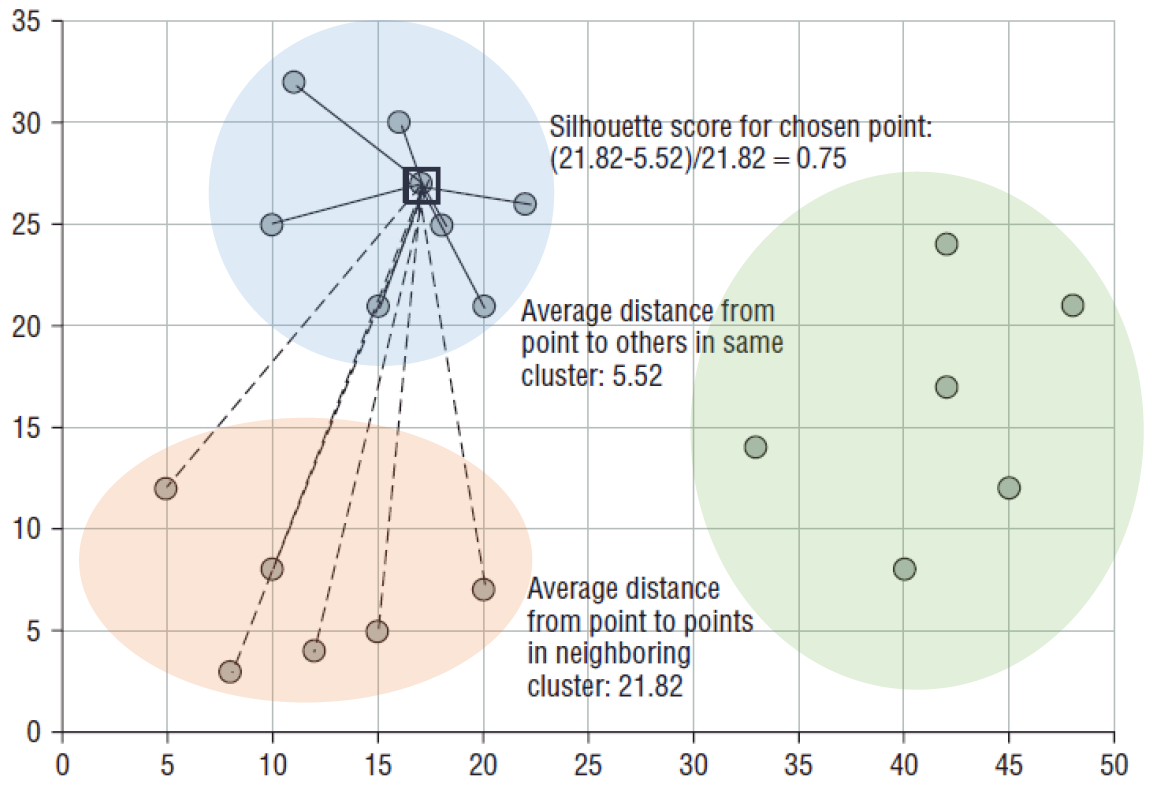 35
30
25
20
15
10
5
0
Silhouette score for chosen point:
(21.82-5.52)/21.82 = 0.75
Average distance from
point to others in same
cluster: 5.52
Average distance
from point to points
in neighboring
cluster: 21.82
0 5 10 15 20 25 30 35 40 45 50